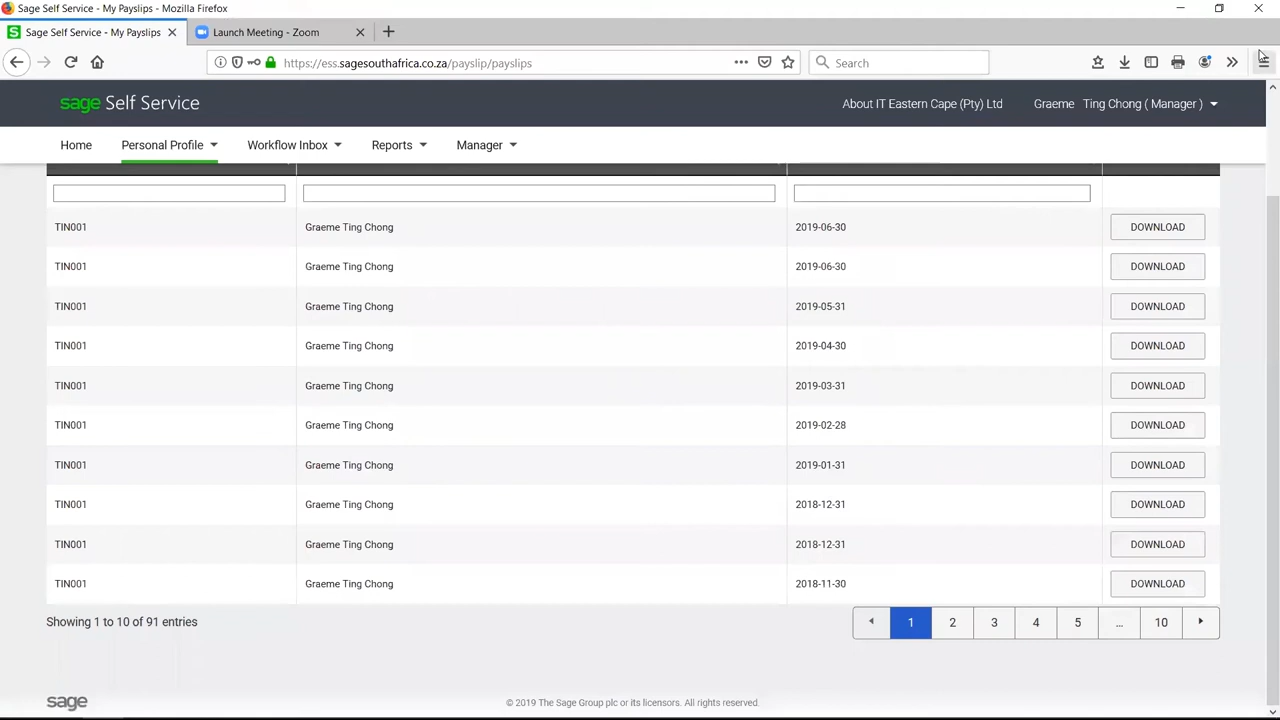 Sage Self Service - My Payslips - Mozilla Firefox
Sage Self Service - My Payslips
Launch Meeting - Zoom
https://ess.sagesouthafrica.co.za/payslip/payslips
Search
sage Self Service
About IT Eastern Cape (Pty) Ltd
Graeme Ting Chong ( Manager )
Home
Personal Profile
Workflow Inbox
Reports
Manager
TIN001 Graeme Ting Chong 2019-06-30 DOWNLOAD
TIN001 Graeme Ting Chong 2019-06-30 DOWNLOAD
TIN001 Graeme Ting Chong 2019-05-31 DOWNLOAD
TIN001 Graeme Ting Chong 2019-04-30 DOWNLOAD
TIN001 Graeme Ting Chong 2019-03-31 DOWNLOAD
TIN001 Graeme Ting Chong 2019-02-28 DOWNLOAD
TIN001 Graeme Ting Chong 2019-01-31 DOWNLOAD
TIN001 Graeme Ting Chong 2018-12-31 DOWNLOAD
TIN001 Graeme Ting Chong 2018-12-31 DOWNLOAD
TIN001 Graeme Ting Chong 2018-11-30 DOWNLOAD
Showing 1 to 10 of 91 entries
1 2 3 4 5 ... 10
sage
© 2019 The Sage Group plc or its licensors. All rights reserved.